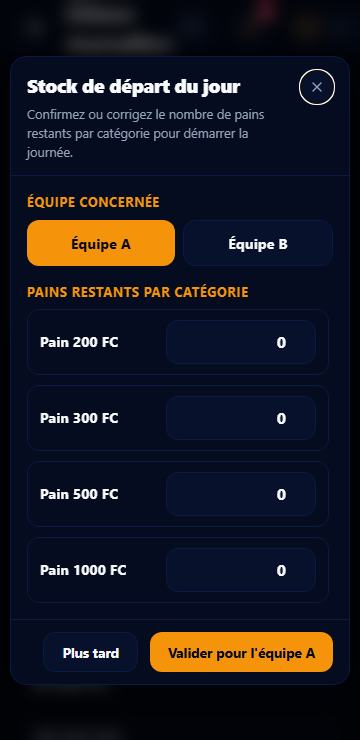 Stock de départ du jour
Confirmez ou corrigez le nombre de pains
restants par catégorie pour démarrer la
journée.
ÉQUIPE CONCERNÉE
Équipe A
Équipe B
PAINS RESTANTS PAR CATÉGORIE
Pain 200 FC
0
Pain 300 FC
0
Pain 500 FC
0
Pain 1000 FC
0
Plus tard
Valider pour l'équipe A